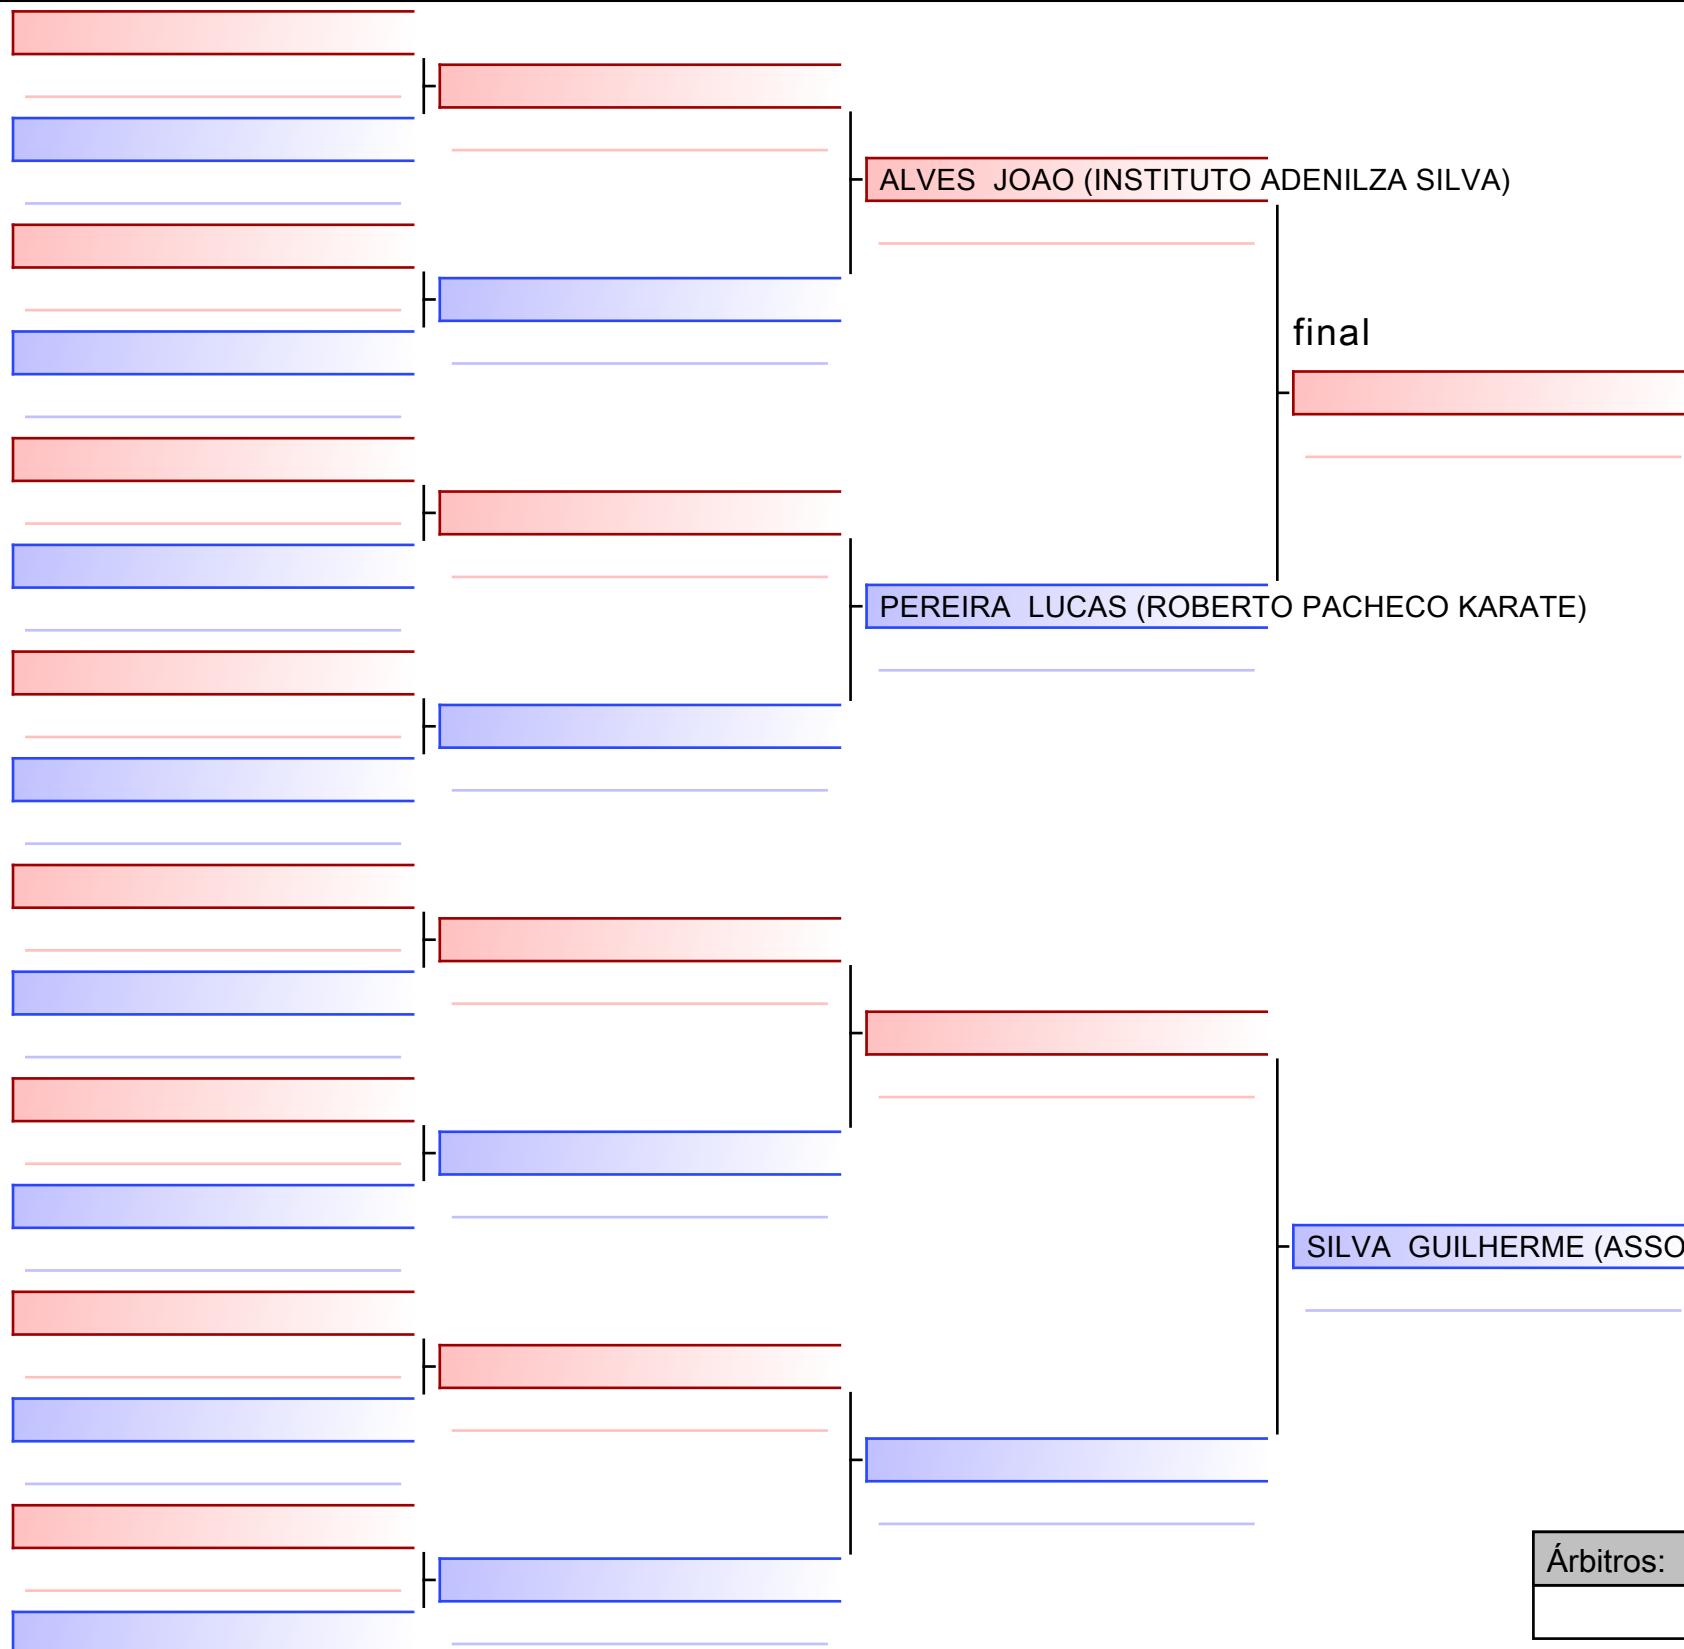 ALVES  JOAO (INSTITUTO ADENILZA SILVA)
final
PEREIRA  LUCAS (ROBERTO PACHECO KARATE)
SILVA  GUILHERME (ASSO
Árbitros: